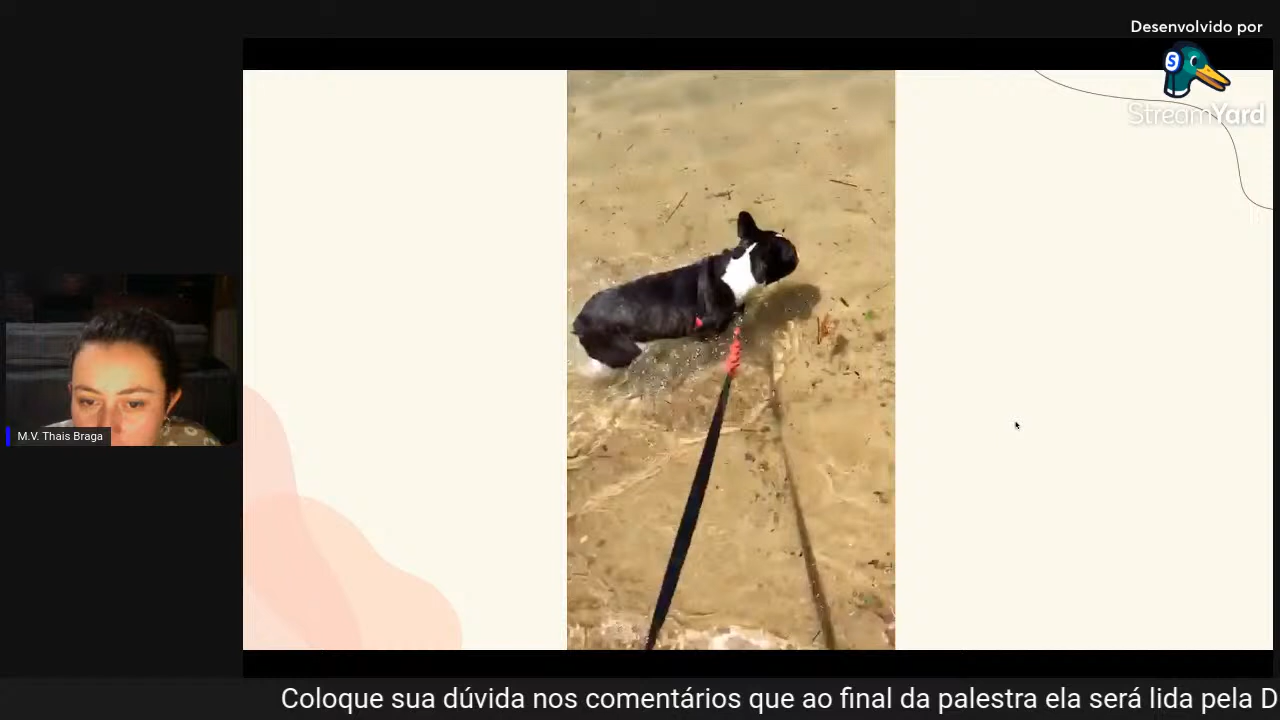 Desenvolvido por
S
StreamYard
M.V. Thais Braga
Coloque sua dúvida nos comentários que ao final da palestra ela será lida pela D